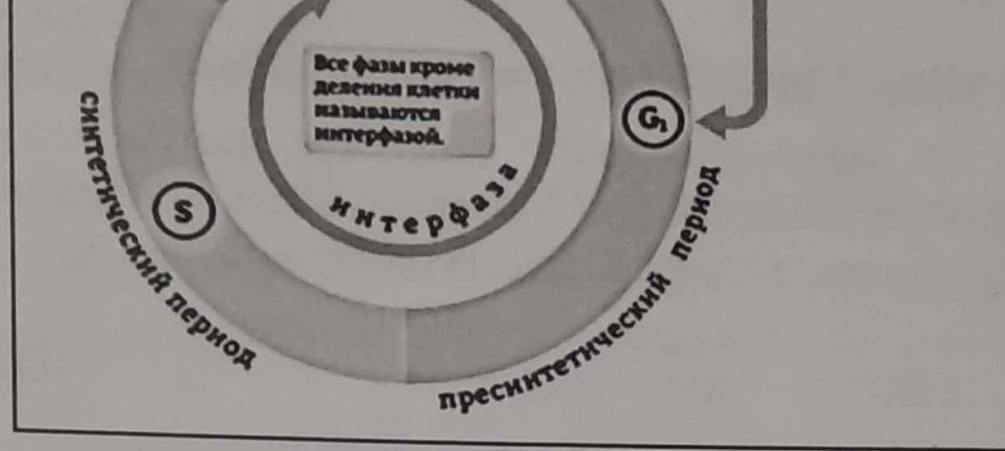 Все фазы кроме
деления клетки
называются
интерфазой.
интерфаза
G₁
S
синтетический период
пресинтетический период